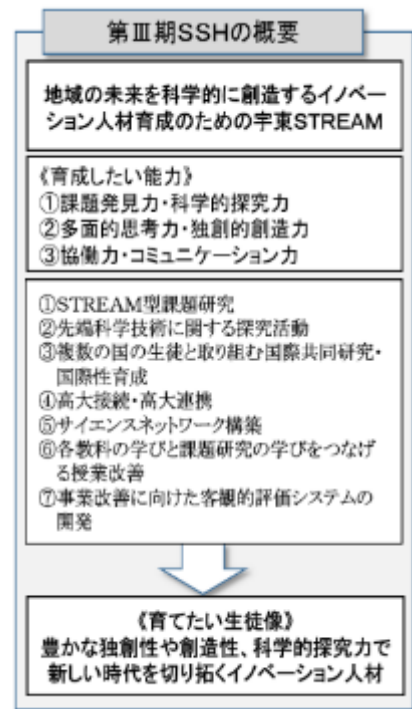 第Ⅲ期SSHの概要
地域の未来を科学的に創造するイノベー
ション人材育成のための宇東STREAM
《育成したい能力》
①課題発見力・科学的探究力
②多面的思考力・独創的創造力
③協働力・コミュニケーション力
①STREAM型課題研究
②先端科学技術に関する探究活動
③複数の国の生徒と取り組む国際共同研究・
国際性育成
④高大接続・高大連携
⑤サイエンスネットワーク構築
⑥各教科の学びと課題研究の学びをつなげ
る授業改善
⑦事業改善に向けた客観的評価システムの
開発
《育てたい生徒像》
豊かな独創性や創造性、科学的探究力で
新しい時代を切り拓くイノベーション人材